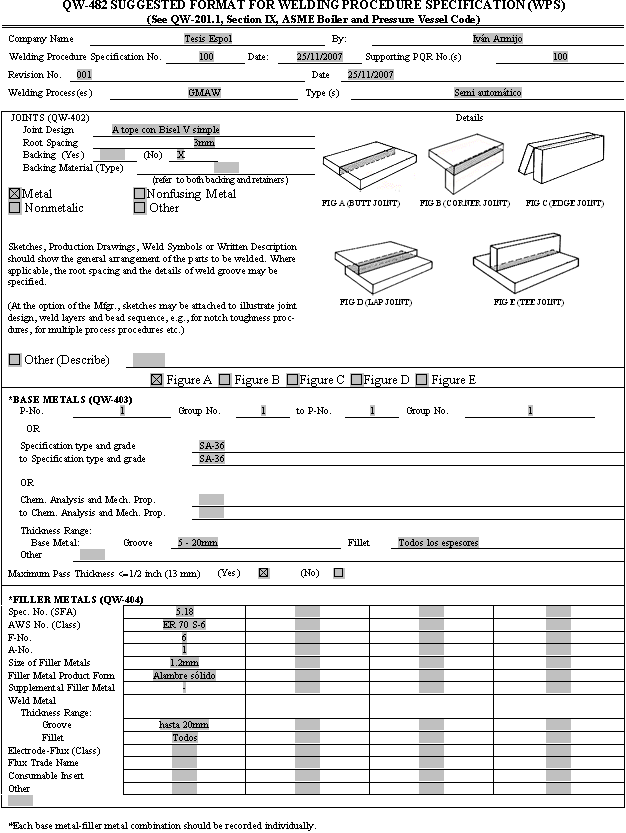 QW-482 SUGGESTED FORMAT FOR WELDING PROCEDURE SPECIFICATION (WPS)
(See QW-201.1, Section IX, ASME Boiler and Pressure Vessel Code)
Company Name Tesis Espol By: Iván Armijo
Welding Procedure Specification No. 100 Date: 25/11/2007 Supporting PQR No.(s) 100
Revision No. 001 Date 25/11/2007
Welding Process(es) GMAW Type (s) Semi automático
JOINTS (QW-402) Details
Joint Design A tope con Bisel V simple
Root Spacing 3mm
Backing (Yes) (No) X
Backing Material (Type)
(refer to both backing and retainers)
Metal Nonfusing Metal
Nonmetalic Other
FIG A (BUTT JOINT) FIG B (CORNER JOINT) FIG C (EDGE JOINT)
Sketches, Production Drawings, Weld Symbols or Written Description
should show the general arrangement of the parts to be welded. Where
applicable, the root spacing and the details of weld groove may be
specified.
FIG D (LAP JOINT) FIG E (TEE JOINT)
(At the option of the Mfgr., sketches may be attached to illustrate joint
design, weld layers and bead sequence, e.g., for notch toughness proc-
dures, for multiple process procedures etc.)
Other (Describe)
Figure A Figure B Figure C Figure D Figure E
*BASE METALS (QW-403)
P-No. 1 Group No. 1 to P-No. 1 Group No. 1
OR
Specification type and grade SA-36
to Specification type and grade SA-36
OR
Chem. Analysis and Mech. Prop.
to Chem. Analysis and Mech. Prop.
Thickness Range:
Base Metal: Groove 5 - 20mm Fillet Todos los espesores
Other
Maximum Pass Thickness <=1/2 inch (13 mm) (Yes) (No)
*FILLER METALS (QW-404)
Spec. No. (SFA) 5.18
AWS No. (Class) ER 70 S-6
F-No. 6
A-No. 1
Size of Filler Metals 1.2mm
Filler Metal Product Form Alambre sólido
Supplemental Filler Metal -
Weld Metal
Thickness Range:
Groove hasta 20mm
Fillet Todos
Electrode-Flux (Class)
Flux Trade Name
Consumable Insert
Other
*Each base metal-filler metal combination should be recorded individually.